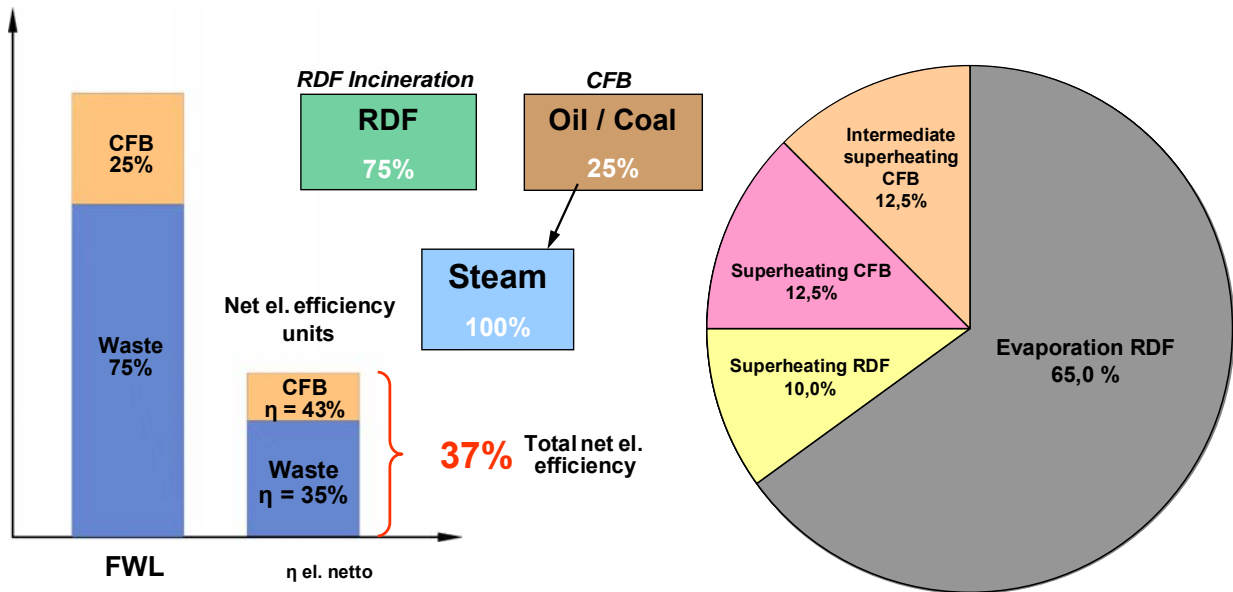 CFB
25%
Waste
75%
FWL
Net el. efficiency
units
CFB
η = 43%
Waste
η = 35%
η el. netto
37%
Total net el.
efficiency
RDF Incineration
RDF
75%
CFB
Oil / Coal
25%
Steam
100%
Intermediate
superheating
CFB
12,5%
Superheating CFB
12,5%
Superheating RDF
10,0%
Evaporation RDF
65,0 %